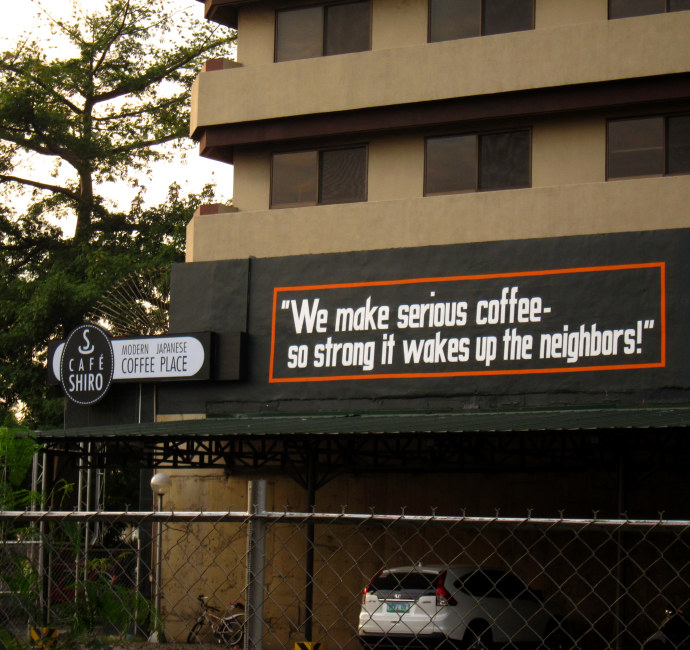 "We make serious coffee-
so strong it wakes up the neighbors!"
S
CAFÉ
SHIRO
MODERN JAPANESE
COFFEE PLACE